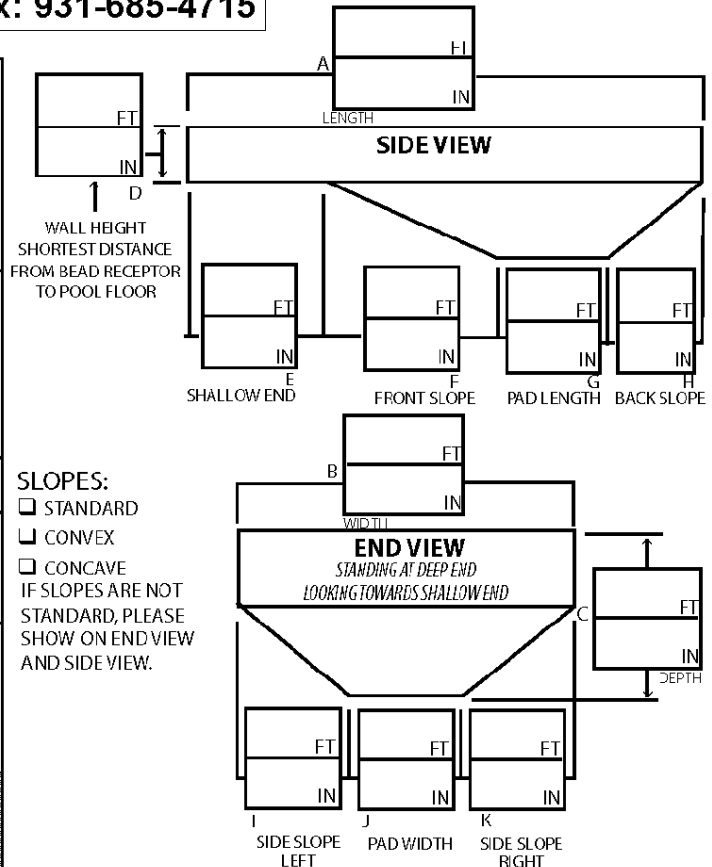 x: 931-685-4715
A
FT
IN
LENGTH
SIDE VIEW
FT
IN
D
WALL HEIGHT
SHORTEST DISTANCE
FROM BEAD RECEPTOR
TO POOL FLOOR
FT
IN
E
SHALLOW END
FT
IN
F
FRONT SLOPE
FT
IN
G
PAD LENGTH
FT
IN
H
BACK SLOPE
SLOPES:
❑ STANDARD
❑ CONVEX
❑ CONCAVE
IF SLOPES ARE NOT
STANDARD, PLEASE
SHOW ON END VIEW
AND SIDE VIEW.
B
FT
IN
WIDTH
END VIEW
STANDING AT DEEP END
LOOKING TOWARDS SHALLOW END
C
FT
IN
DEPTH
FT
IN
I
SIDE SLOPE
LEFT
FT
IN
J
PAD WIDTH
FT
IN
K
SIDE SLOPE
RIGHT